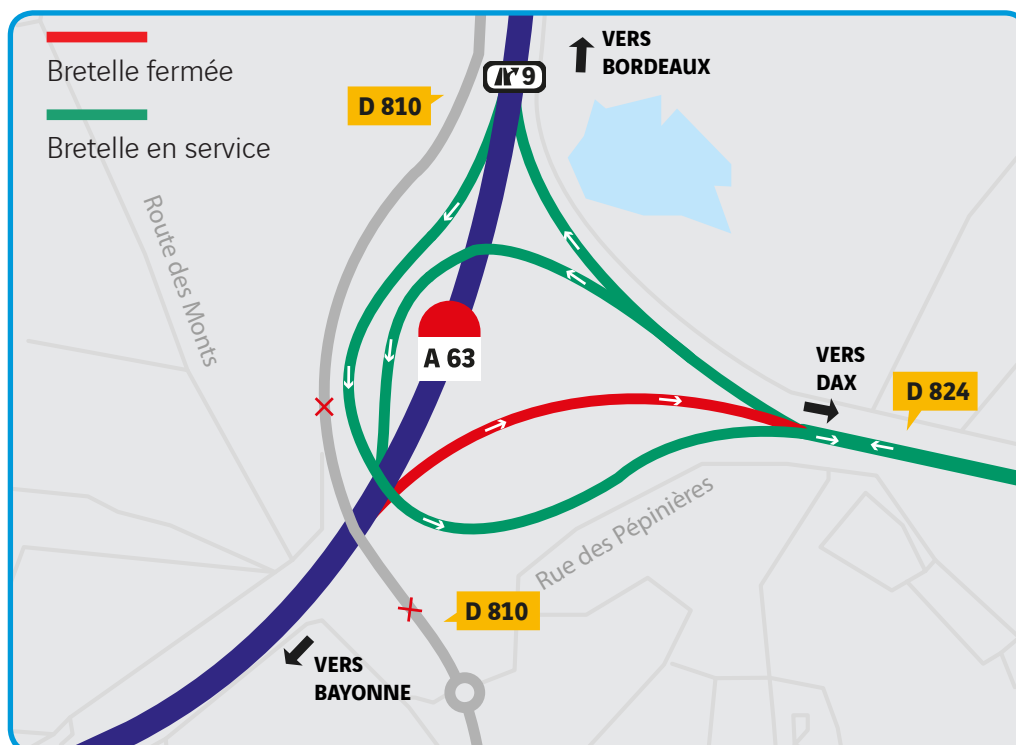 Bretelle fermée
Bretelle en service
D 810
9
VERS
BORDEAUX
Route des Monts
A 63
VERS
DAX
D 824
Rue des Pépinières
D 810
VERS
BAYONNE